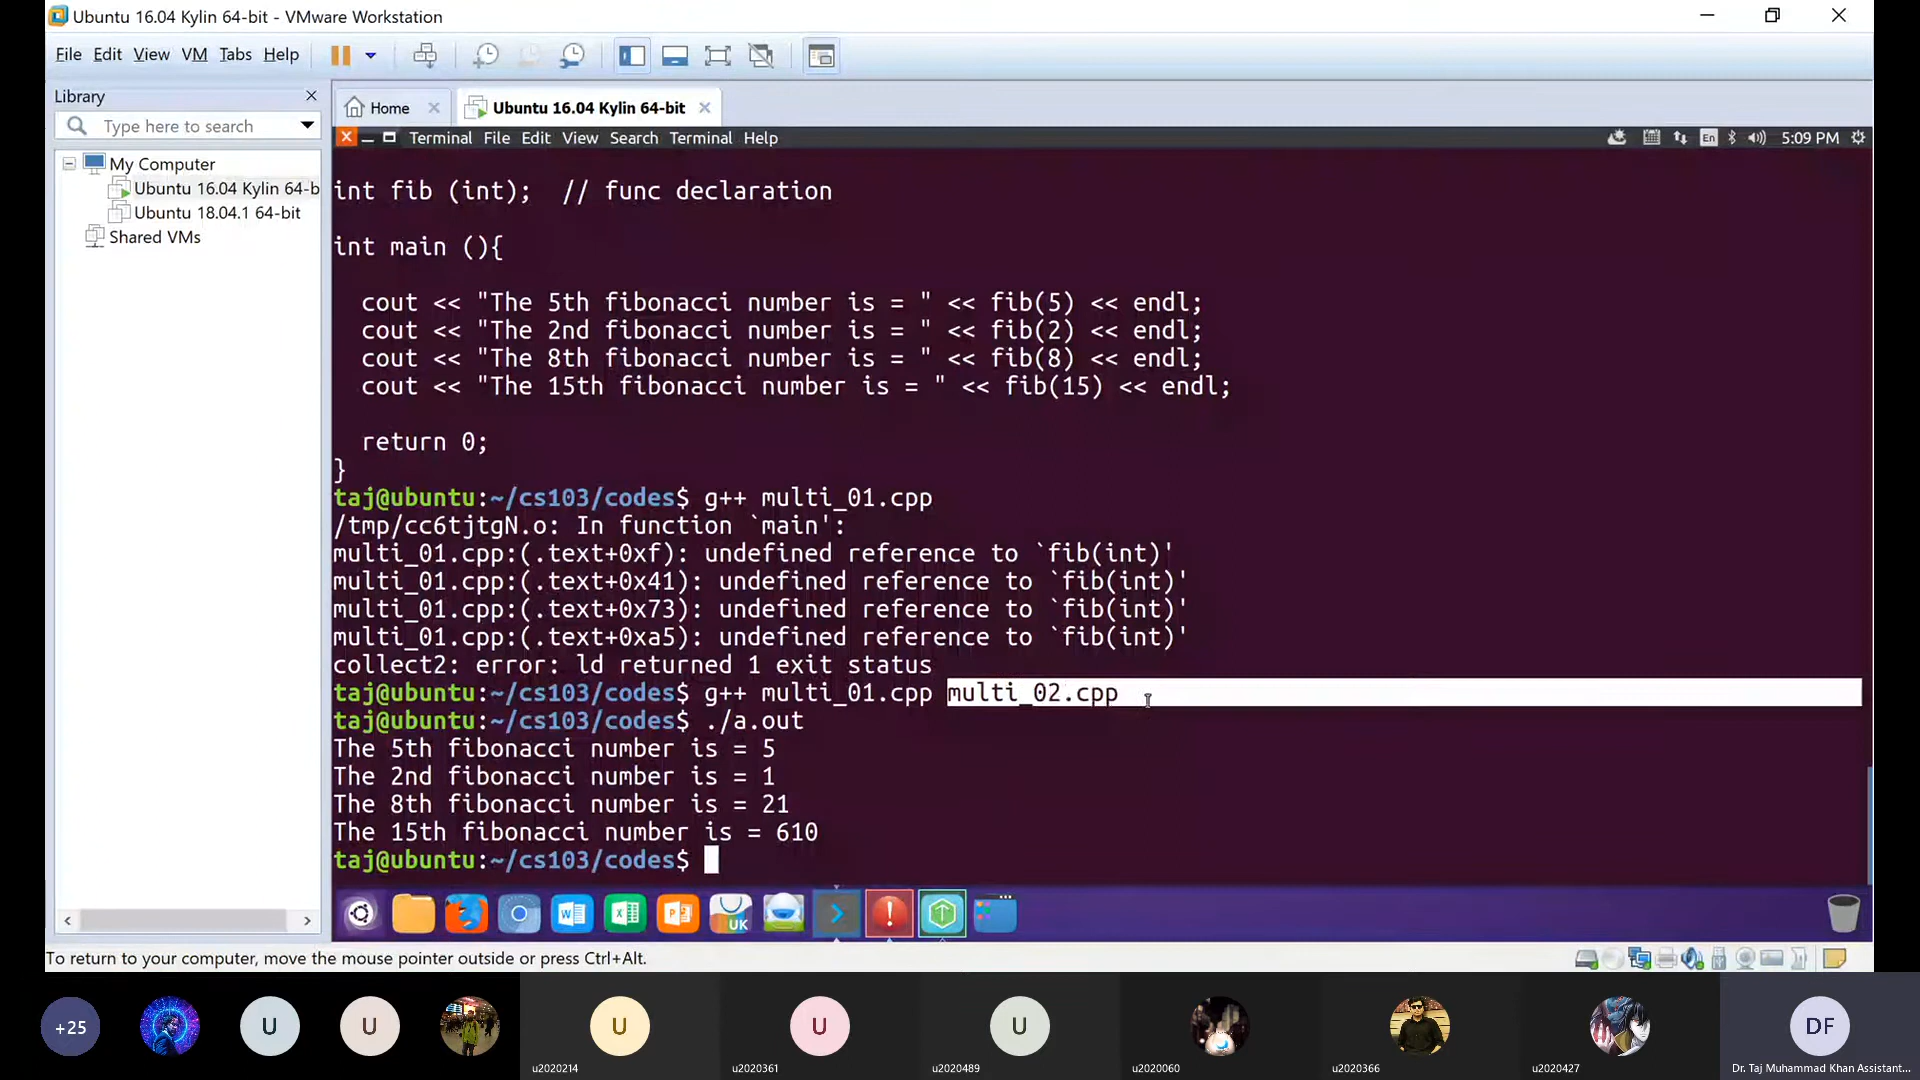 Ubuntu 16.04 Kylin 64-bit - VMware Workstation
File Edit View VM Tabs Help
Library
Type here to search
My Computer
Ubuntu 16.04 Kylin 64-b
Ubuntu 18.04.1 64-bit
Shared VMs
Home
Ubuntu 16.04 Kylin 64-bit
Terminal File Edit View Search Terminal Help
En
5:09 PM
int fib (int);  // func declaration
int main (){
cout << "The 5th fibonacci number is = " << fib(5) << endl;
cout << "The 2nd fibonacci number is = " << fib(2) << endl;
cout << "The 8th fibonacci number is = " << fib(8) << endl;
cout << "The 15th fibonacci number is = " << fib(15) << endl;
return 0;
}
taj@ubuntu:~/cs103/codes$ g++ multi_01.cpp
/tmp/cc6tjtgN.o: In function `main':
multi_01.cpp:(.text+0xf): undefined reference to `fib(int)'
multi_01.cpp:(.text+0x41): undefined reference to `fib(int)'
multi_01.cpp:(.text+0x73): undefined reference to `fib(int)'
multi_01.cpp:(.text+0xa5): undefined reference to `fib(int)'
collect2: error: ld returned 1 exit status
taj@ubuntu:~/cs103/codes$ g++ multi_01.cpp multi_02.cpp
taj@ubuntu:~/cs103/codes$ ./a.out
The 5th fibonacci number is = 5
The 2nd fibonacci number is = 1
The 8th fibonacci number is = 21
The 15th fibonacci number is = 610
taj@ubuntu:~/cs103/codes$
W
X
P
UK
To return to your computer, move the mouse pointer outside or press Ctrl+Alt.
+25
U
U
U
U
U
DF
u2020214
u2020361
u2020489
u2020060
u2020366
u2020427
Dr. Taj Muhammad Khan Assistant...